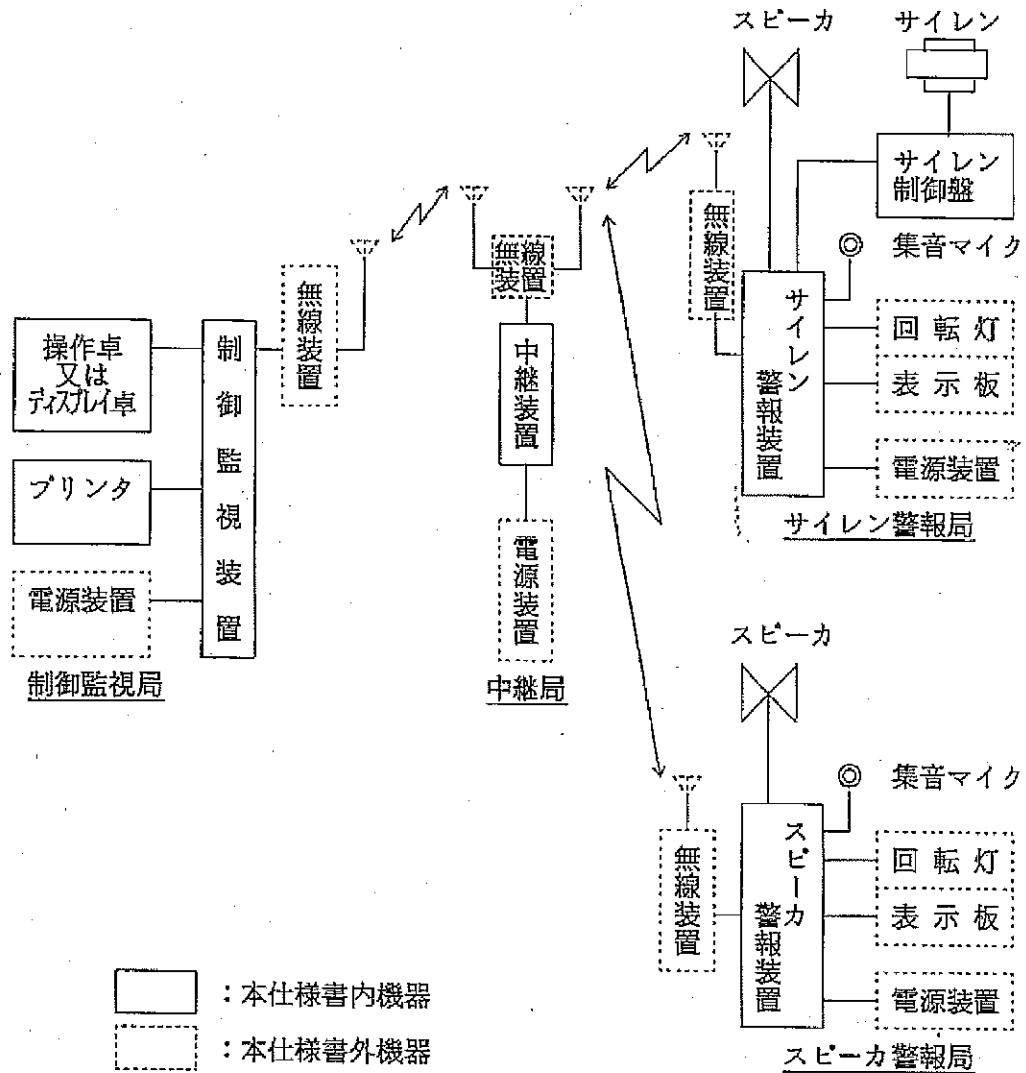 スピーカ
サイレン
サイレン
制御盤
集音マイク
無線装置
サイレン
警報装置
回転灯
表示板
電源装置
サイレン警報局
無線
装置
中継装置
電源装置
中継局
無線装置
操作卓
又は
ディスプレイ卓
プリンタ
電源装置
制御監視装置
制御監視局
スピーカ
集音マイク
無線装置
スピーカ
警報装置
回転灯
表示板
電源装置
スピーカ警報局
：本仕様書内機器
：本仕様書外機器